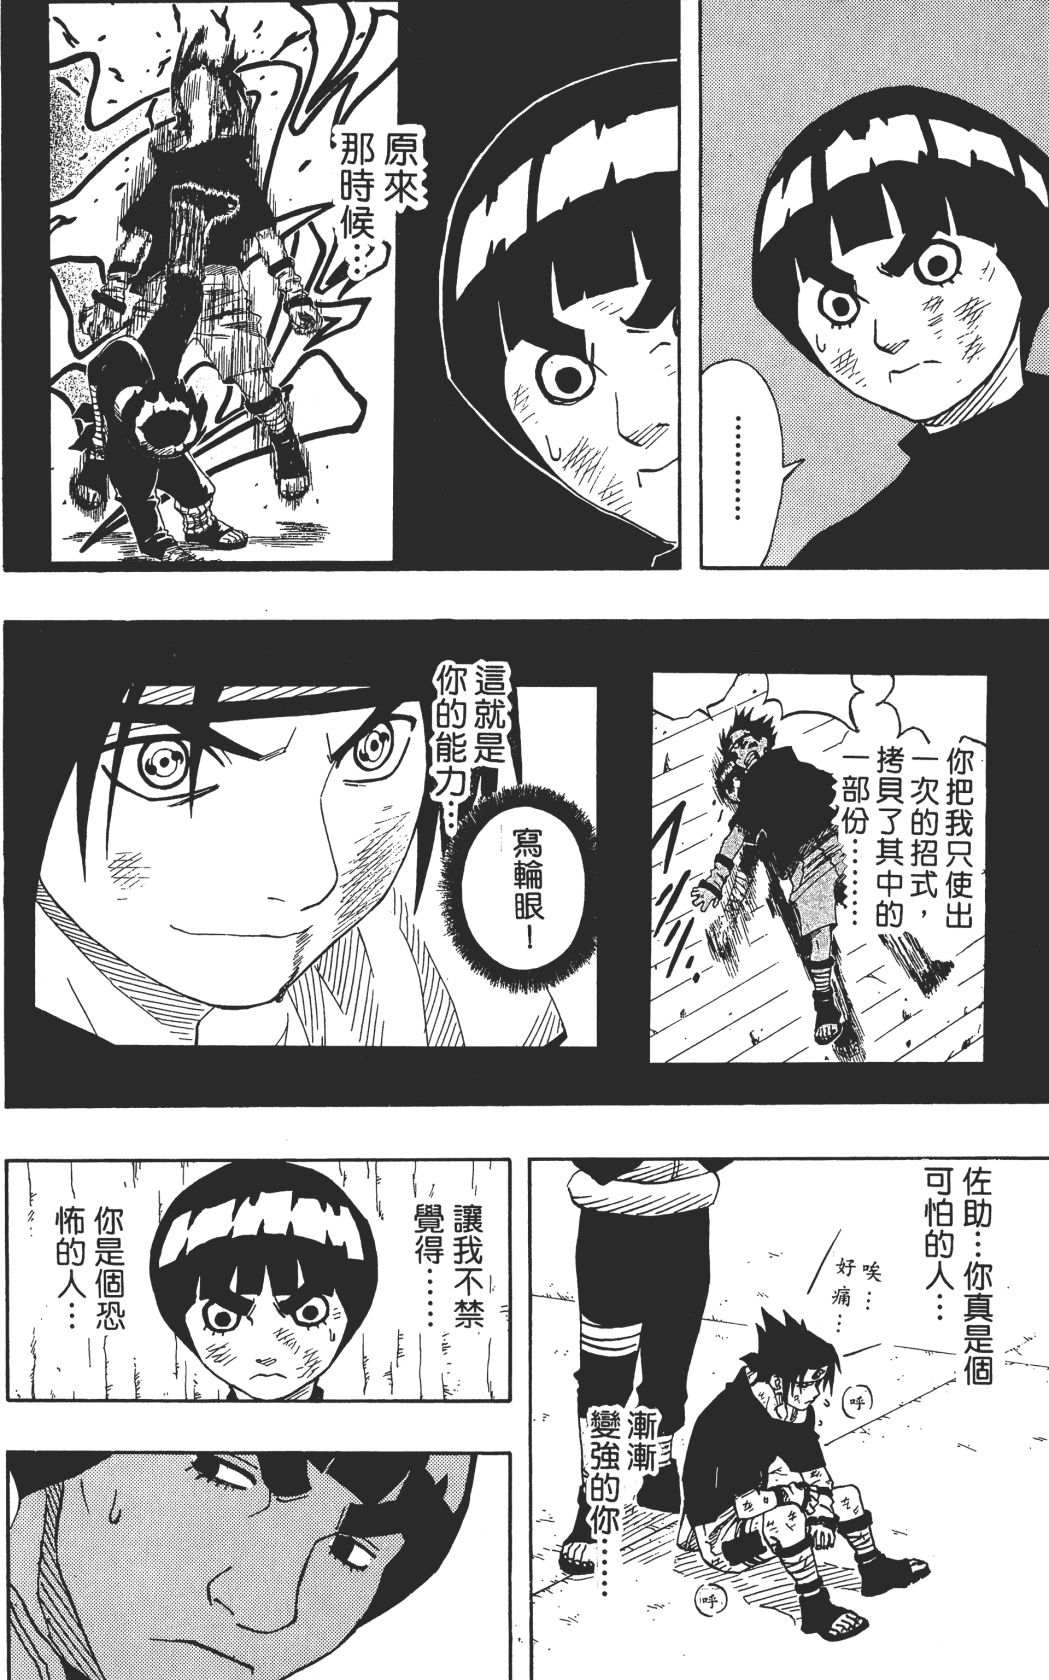 …………
原來
那時候…
你把我只使出
一次的招式，
拷貝了其中的
一部份………
這就是
你的能力…
寫輪眼！
佐助…你真是個
可怕的人…
唉…
好痛…
呼
呼
漸漸
變強的你……
讓我不禁
覺得……
你是個恐
怖的人…